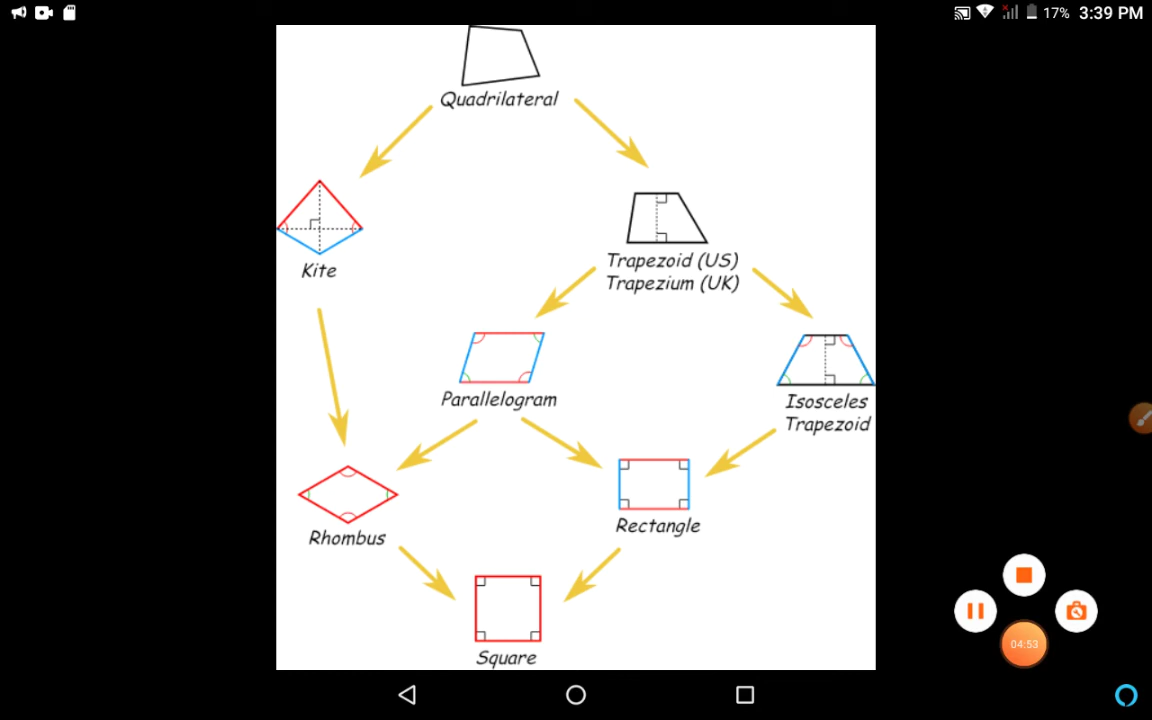 17% 3:39 PM
Quadrilateral
Kite
Trapezoid (US)
Trapezium (UK)
Parallelogram
Isosceles
Trapezoid
Rhombus
Rectangle
Square
04:53